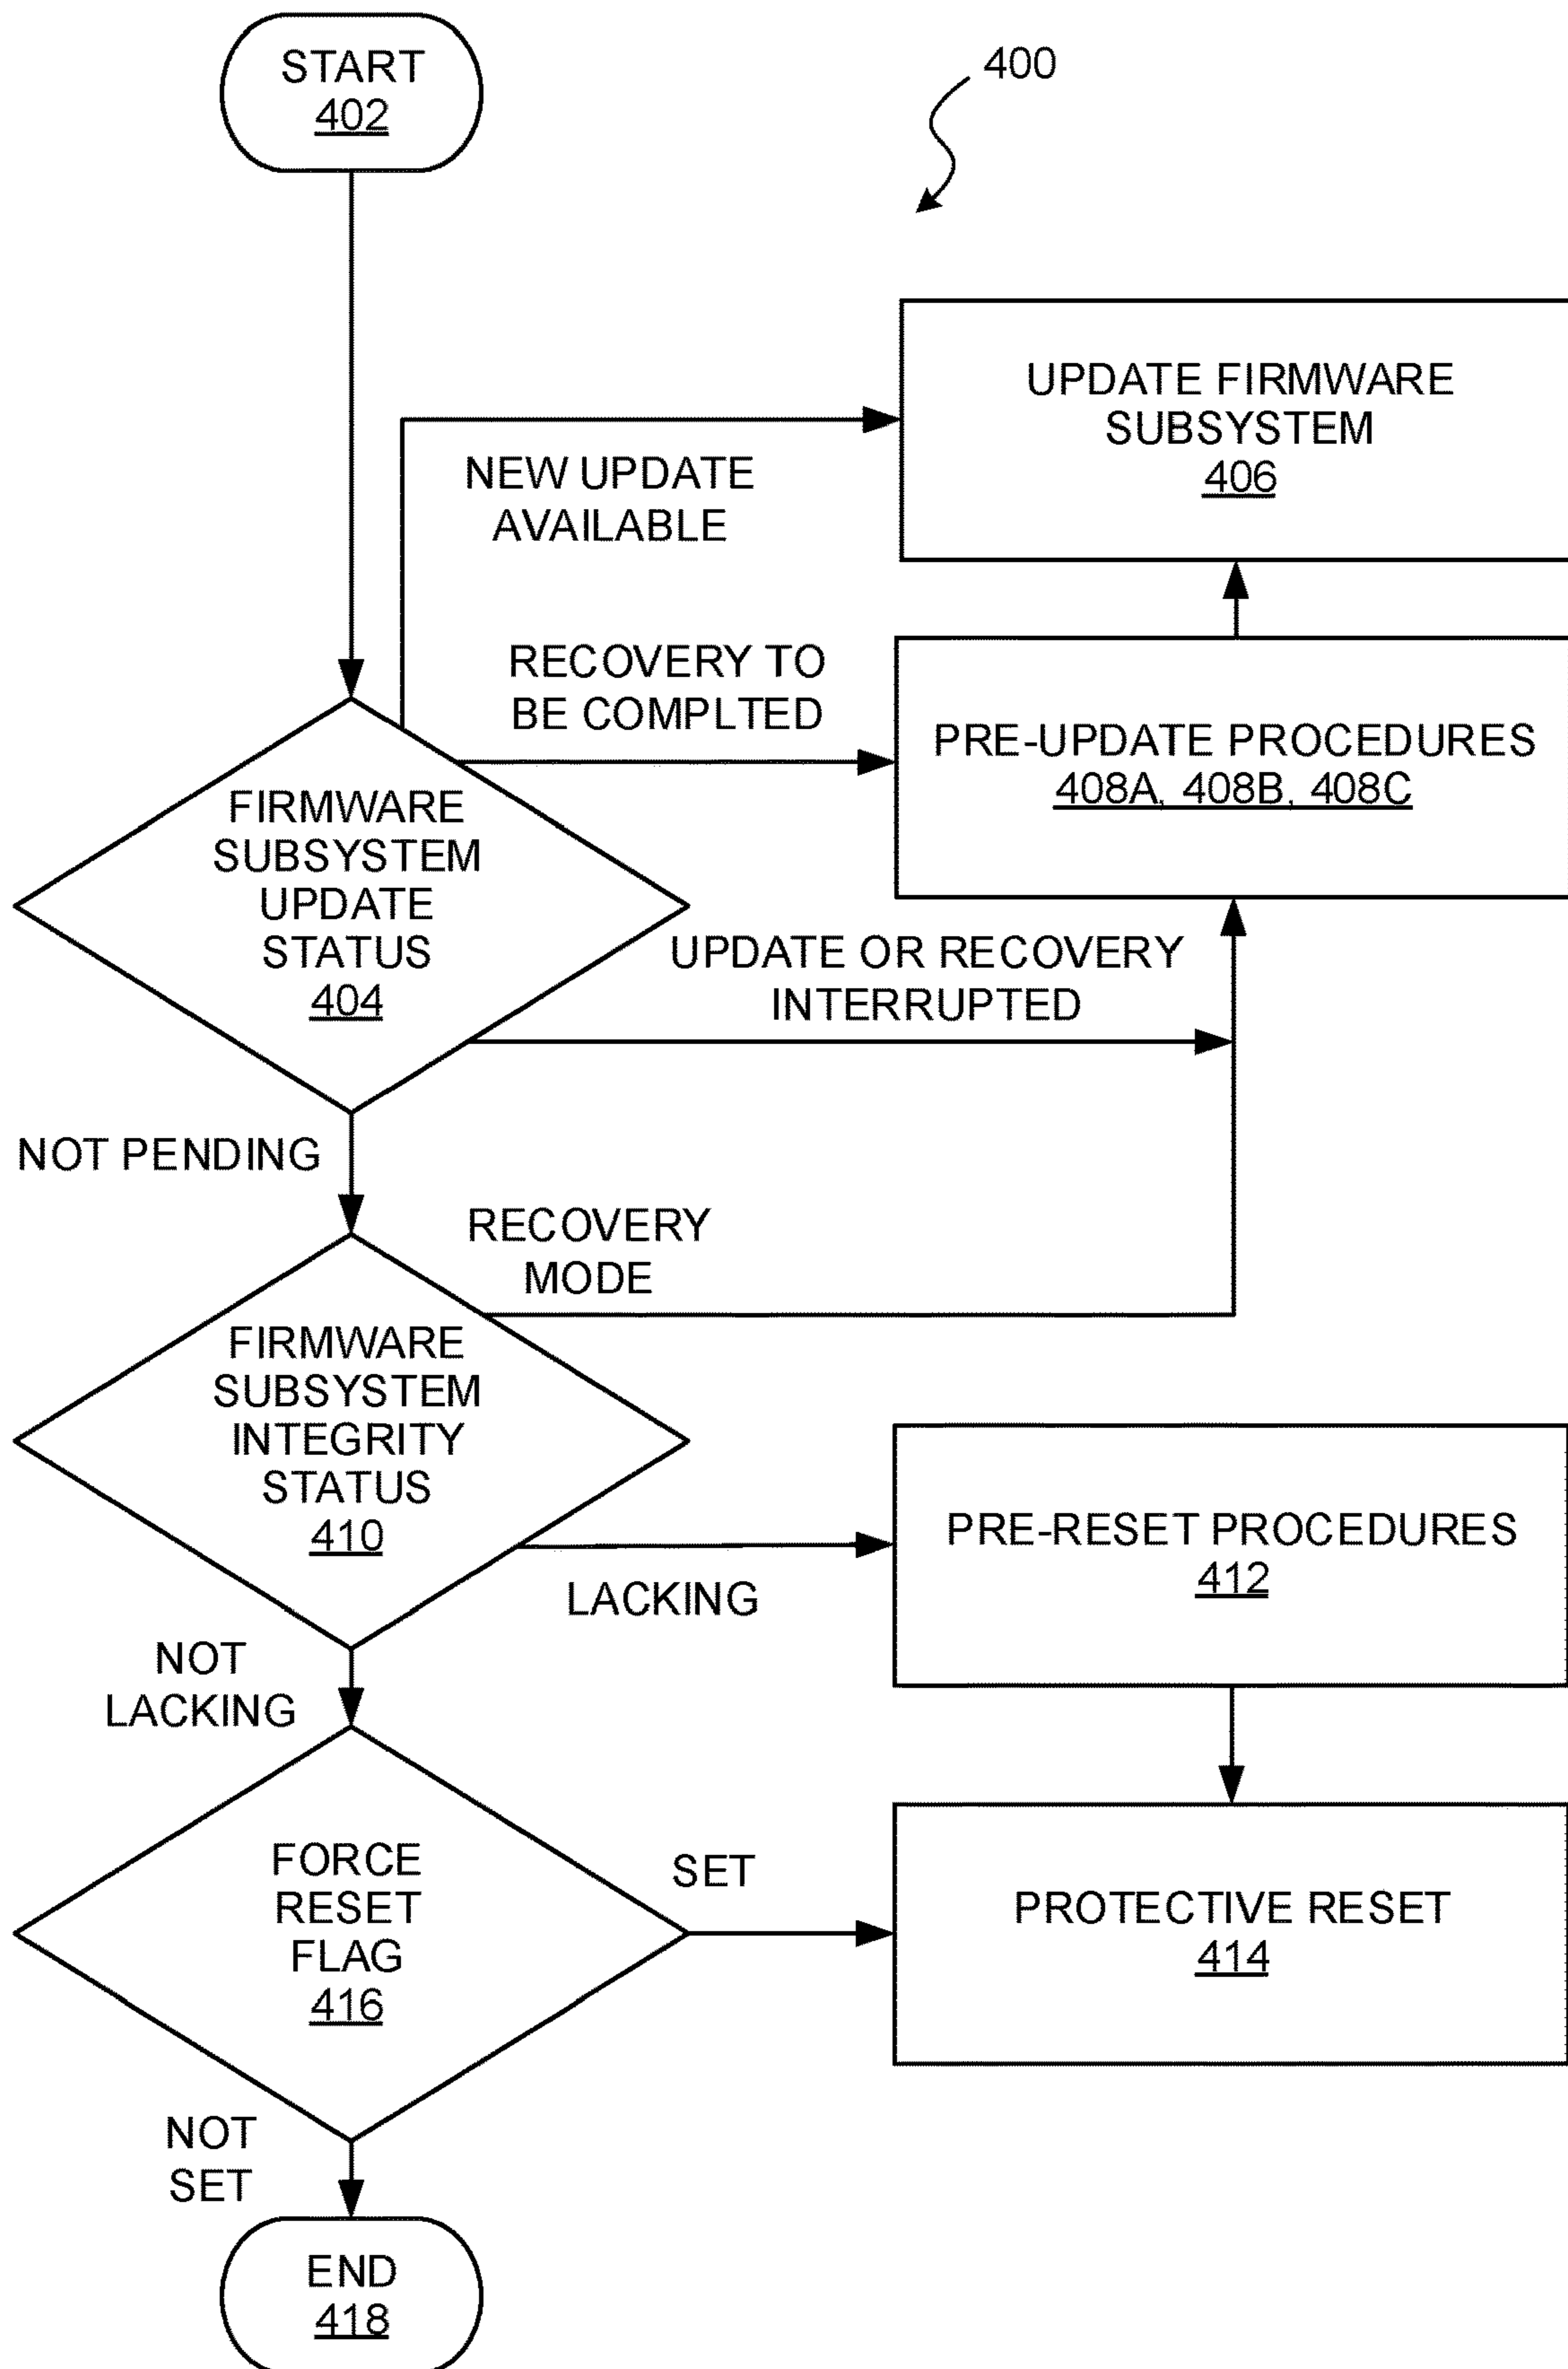 START
402
400
UPDATE FIRMWARE
SUBSYSTEM
406
NEW UPDATE
AVAILABLE
RECOVERY TO
BE COMPLTED
PRE-UPDATE PROCEDURES
408A, 408B, 408C
FIRMWARE
SUBSYSTEM
UPDATE
STATUS
404
UPDATE OR RECOVERY
INTERRUPTED
NOT PENDING
RECOVERY
MODE
FIRMWARE
SUBSYSTEM
INTEGRITY
STATUS
410
PRE-RESET PROCEDURES
412
LACKING
NOT
LACKING
FORCE
RESET
FLAG
416
SET
PROTECTIVE RESET
414
NOT
SET
END
418